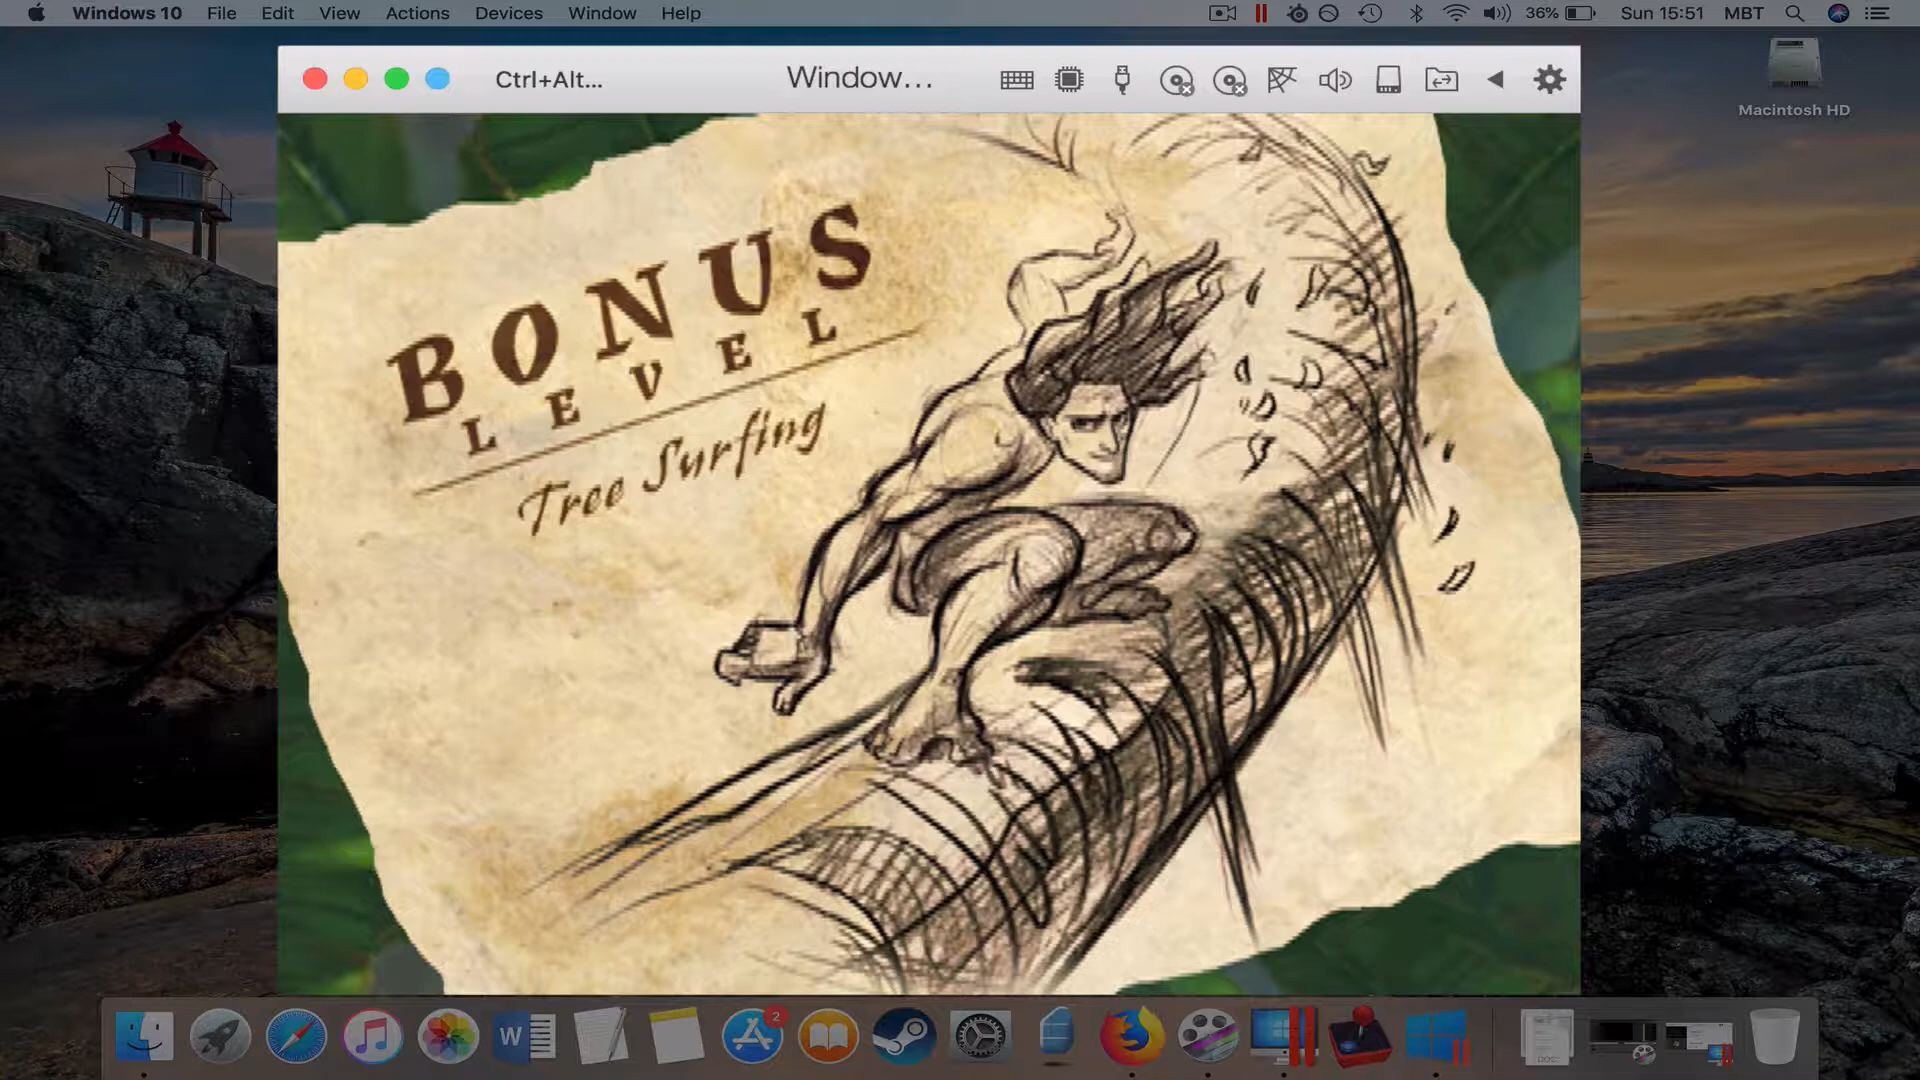 Windows 10 File Edit View Actions Devices Window Help 36% Sun 15:51 MBT
Ctrl+Alt... Window...
Macintosh HD
BONUS
LEVEL
Tree Surfing
2
W